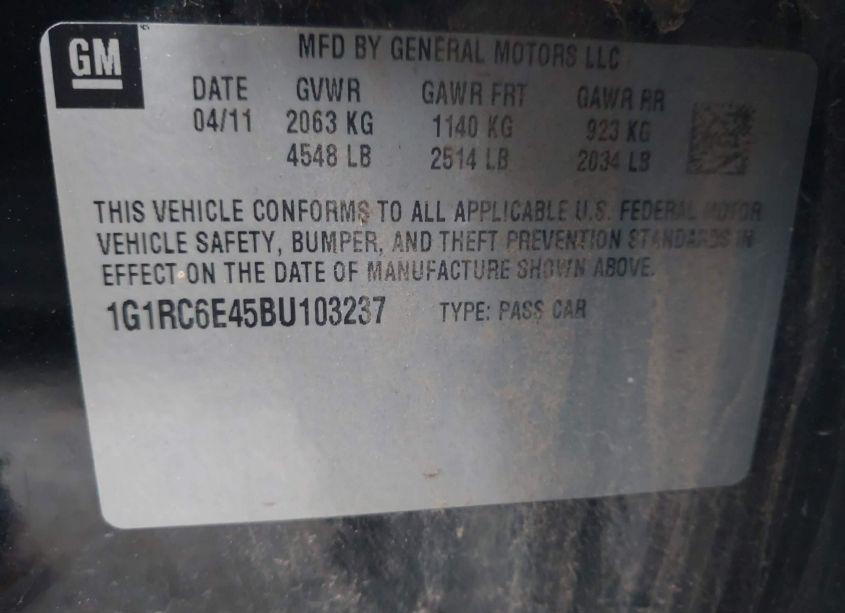 GM
MFD BY GENERAL MOTORS LLC
DATE GVWR GAWR FRT GAWR RR
04/11 2063 KG 1140 KG 923 KG
4548 LB 2514 LB 2034 LB
THIS VEHICLE CONFORMS TO ALL APPLICABLE U.S. FEDERAL MOTOR
VEHICLE SAFETY, BUMPER, AND THEFT PREVENTION STANDARDS IN
EFFECT ON THE DATE OF MANUFACTURE SHOWN ABOVE.
1G1RC6E45BU103237 TYPE: PASS CAR